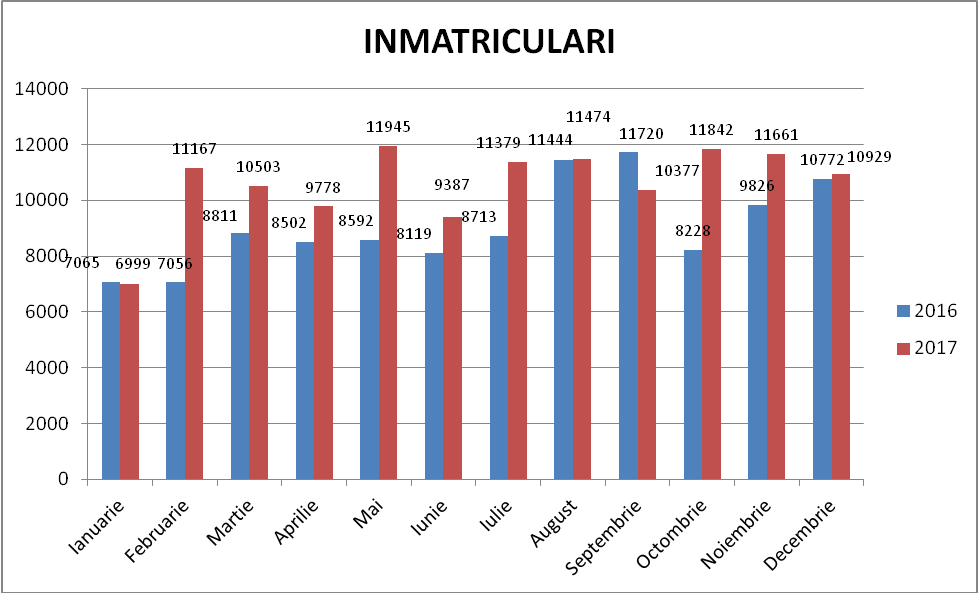 INMATRICULARI
14000
12000
10000
8000
6000
4000
2000
0
7065
6999
7056
11167
8811
10503
8502
9778
8592
11945
8119
9387
8713
11379
11444
11474
11720
10377
8228
11842
9826
11661
10772
10929
Ianuarie
Februarie
Martie
Aprilie
Mai
Iunie
Iulie
August
Septembrie
Octombrie
Noiembrie
Decembrie
2016
2017